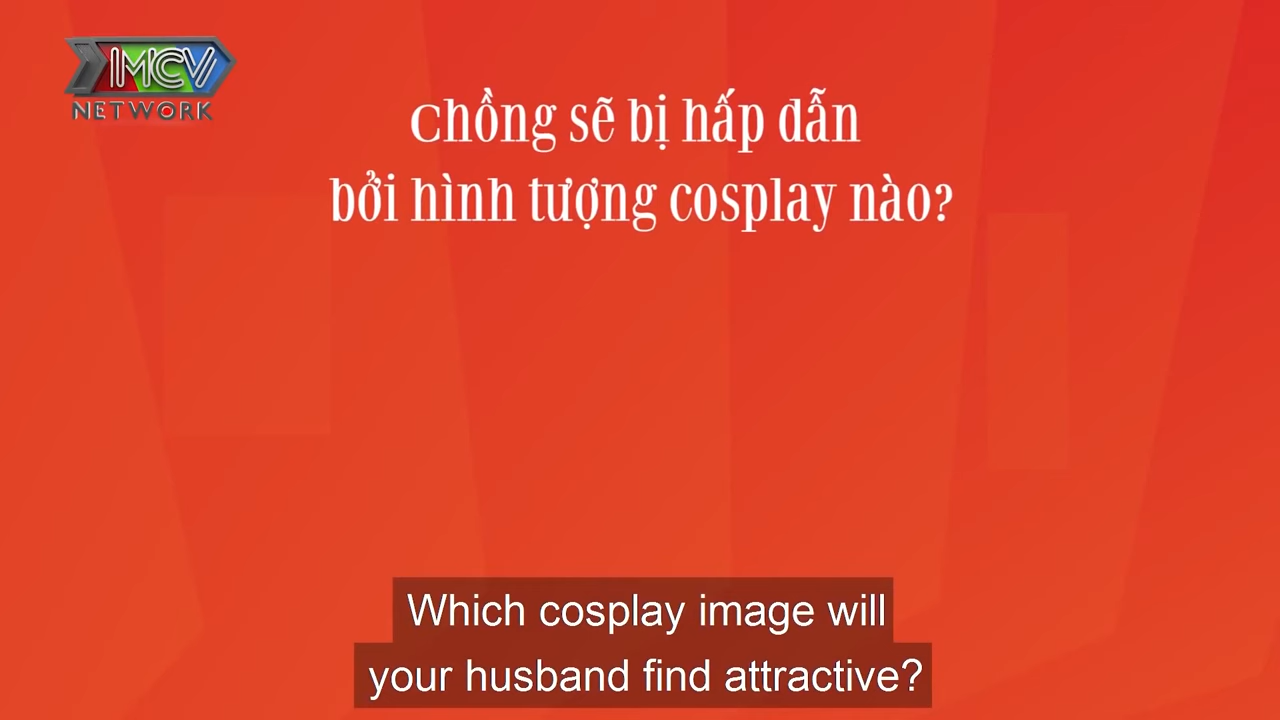 MCV
NETWORK
Chồng sẽ bị hấp dẫn
bởi hình tượng cosplay nào?
Which cosplay image will
your husband find attractive?